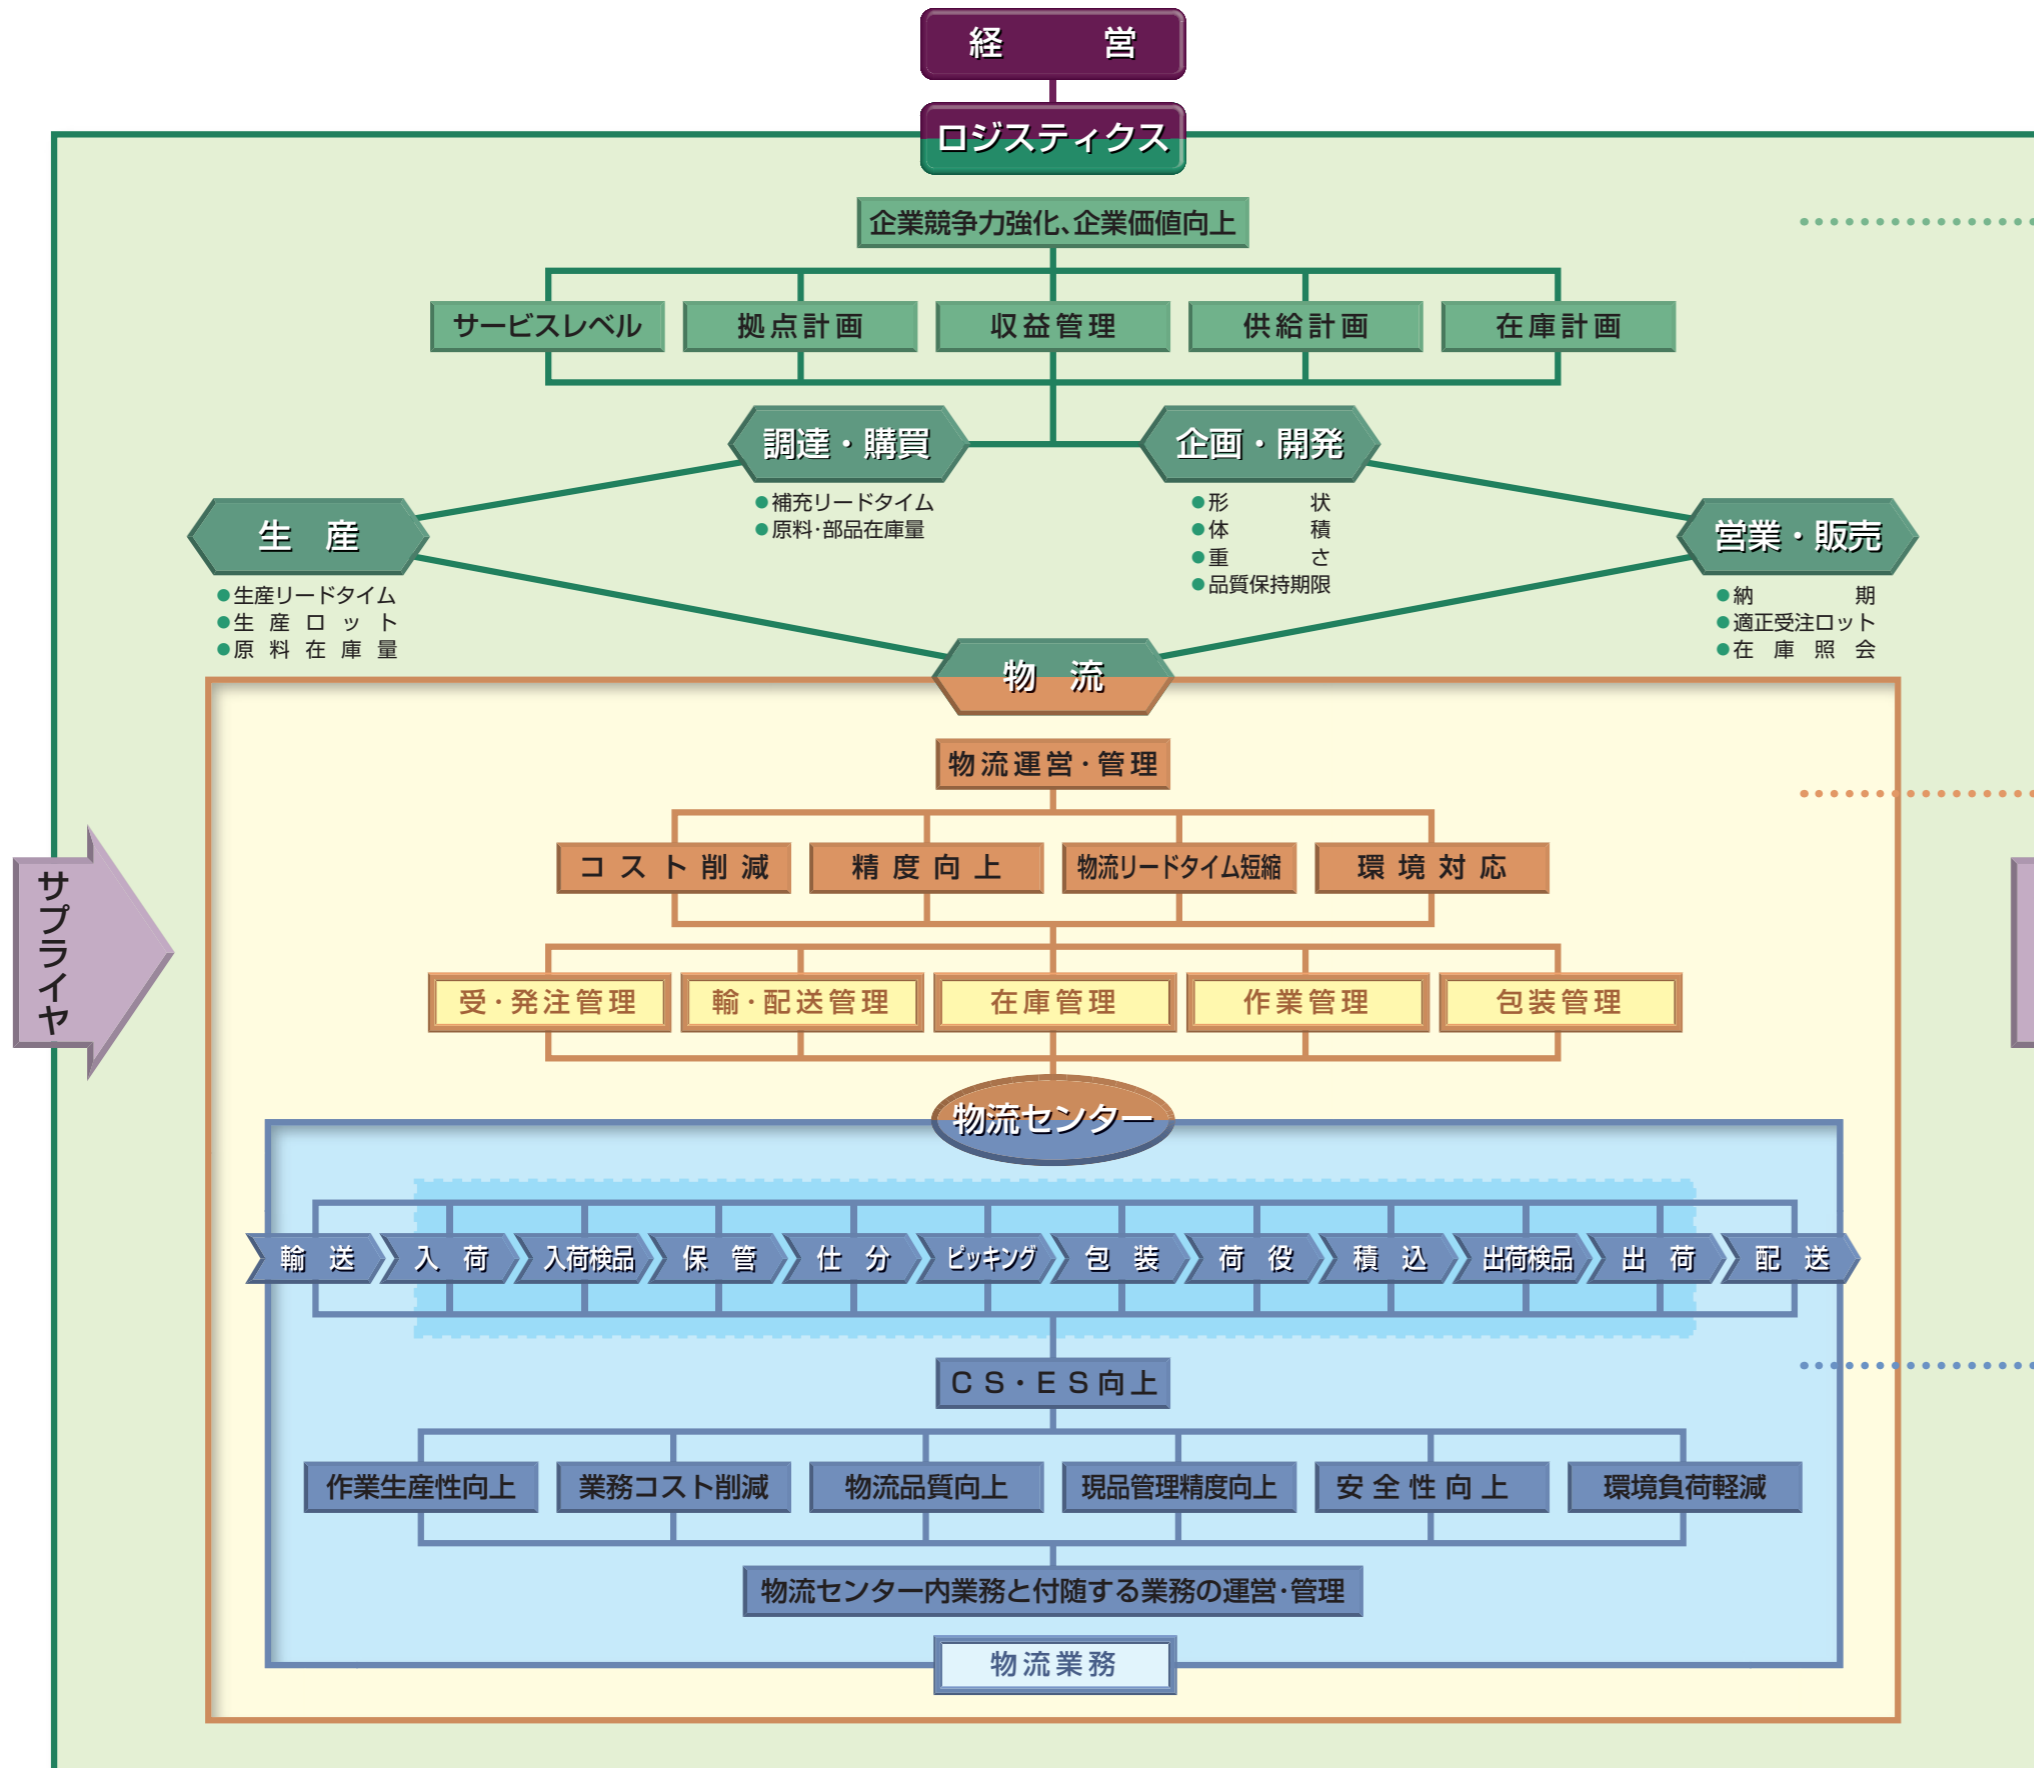 経営
ロジスティクス
企業競争力強化、企業価値向上
サービスレベル
拠点計画
収益管理
供給計画
在庫計画
調達・購買
●補充リードタイム
●原料・部品在庫量
企画・開発
●形状
●体積
●重さ
●品質保持期限
生産
●生産リードタイム
●生産ロット
●原料在庫量
営業・販売
●納期
●適正受注ロット
●在庫照会
物流
物流運営・管理
コスト削減
精度向上
物流リードタイム短縮
環境対応
サプライヤ
受・発注管理
輸・配送管理
在庫管理
作業管理
包装管理
物流センター
輸送
入荷
入荷検品
保管
仕分
ピッキング
包装
荷役
積込
出荷検品
出荷
配送
CS・ES向上
作業生産性向上
業務コスト削減
物流品質向上
現品管理精度向上
安全性向上
環境負荷軽減
物流センター内業務と付随する業務の運営・管理
物流業務